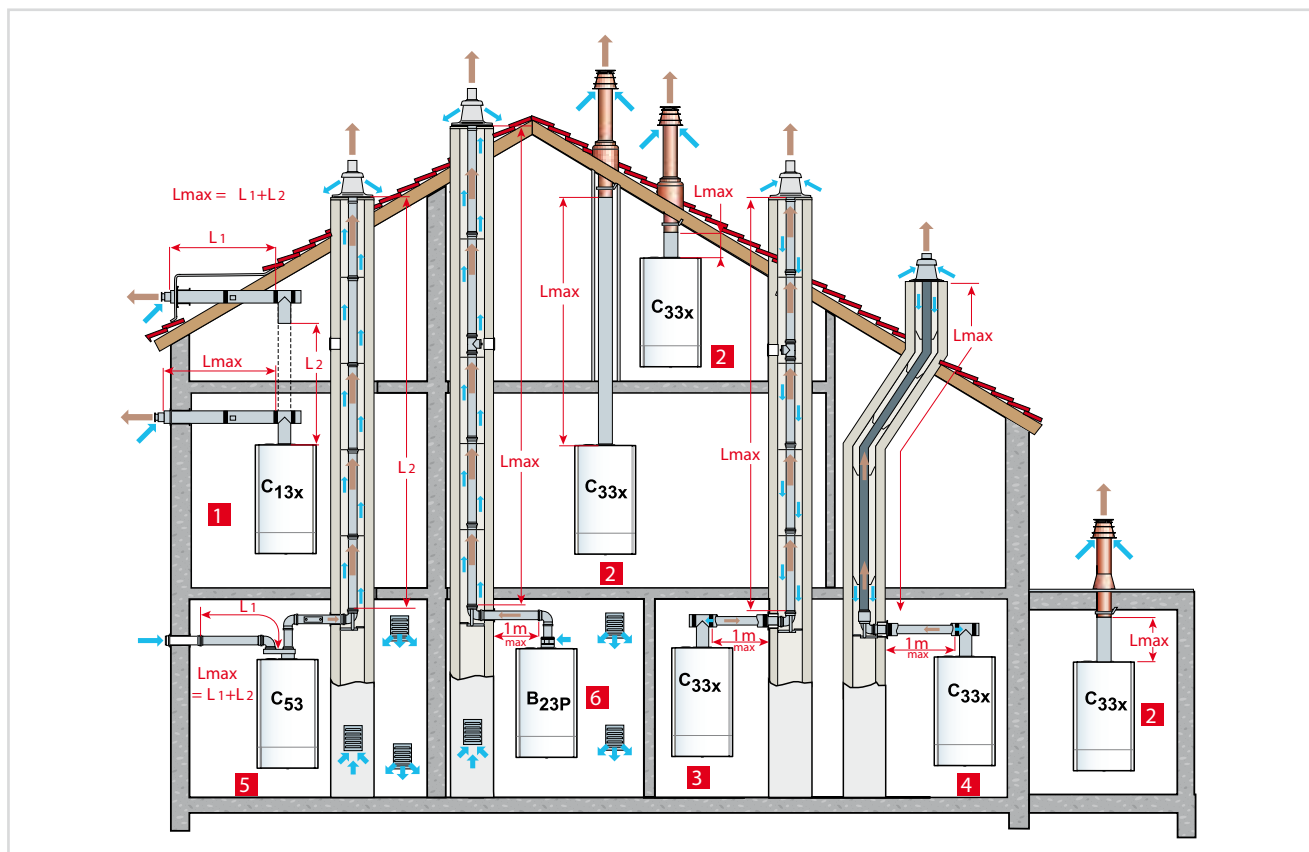 Lmax = L1+L2
L1
Lmax
C33x
2
Lmax
Lmax
L2
Lmax
Lmax
Lmax
L2
C13x
1
C33x
2
L1
Lmax
= L1+L2
C53
5
1m
max
B23P
6
1m
max
C33x
3
1m
max
C33x
4
Lmax
C33x
2